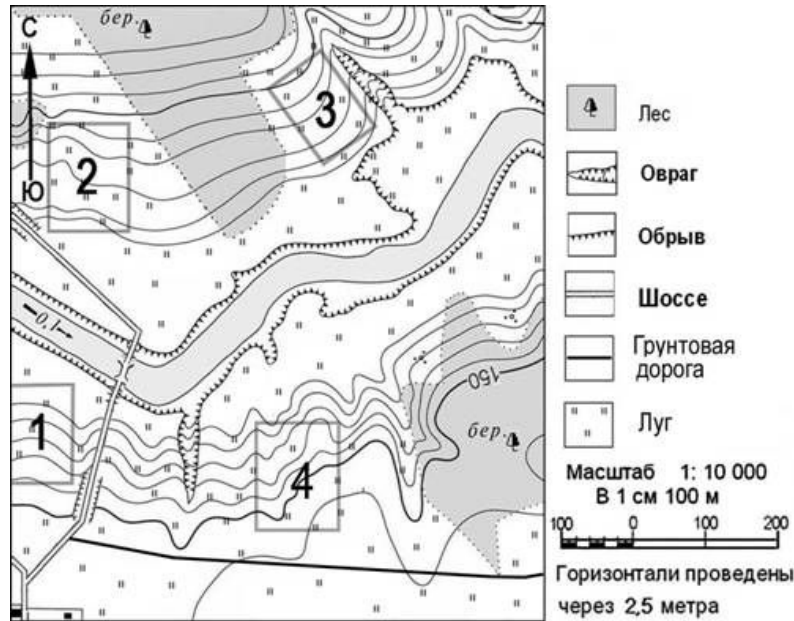 бер.
С
3
2
Ю
0,1
1
150
бер.
4
Лес
Овраг
Обрыв
Шоссе
Грунтовая
дорога
Луг
Масштаб 1: 10 000
В 1 см 100 м
100 0 100 200
Горизонтали проведены
через 2,5 метра